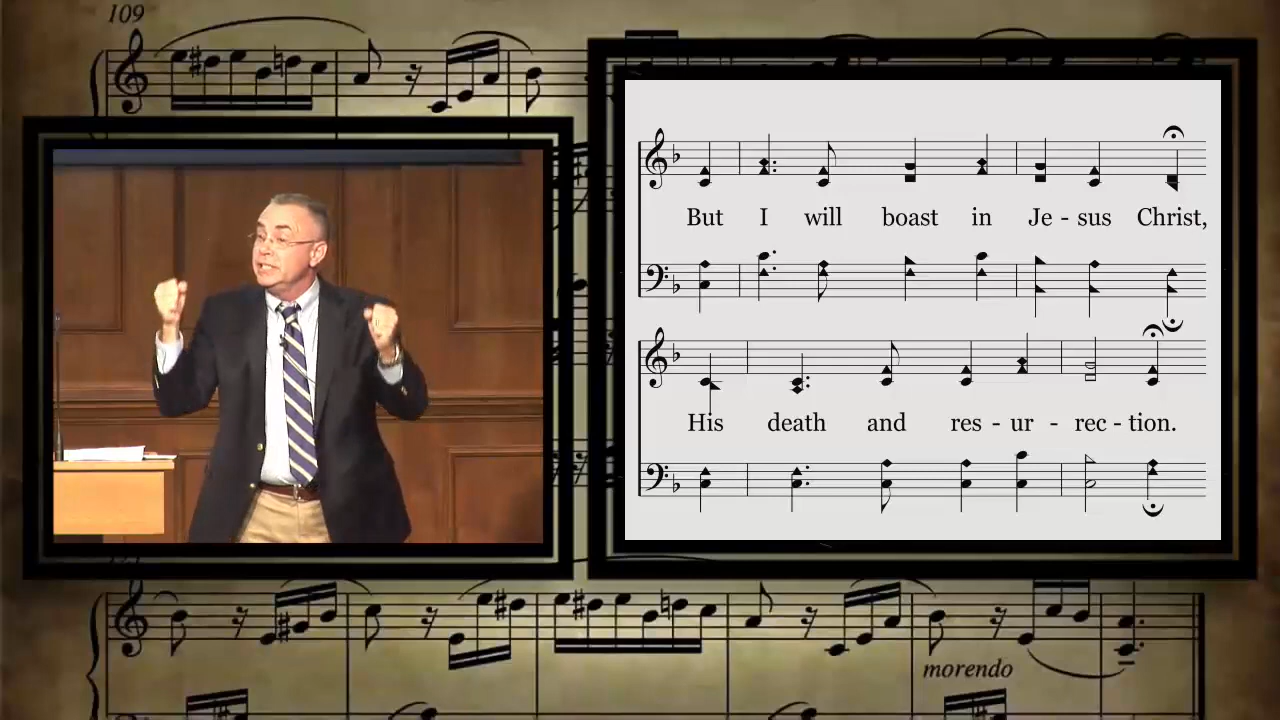 109
But I will boast in Je - sus Christ,
His death and res - ur - rec - tion.
morendo